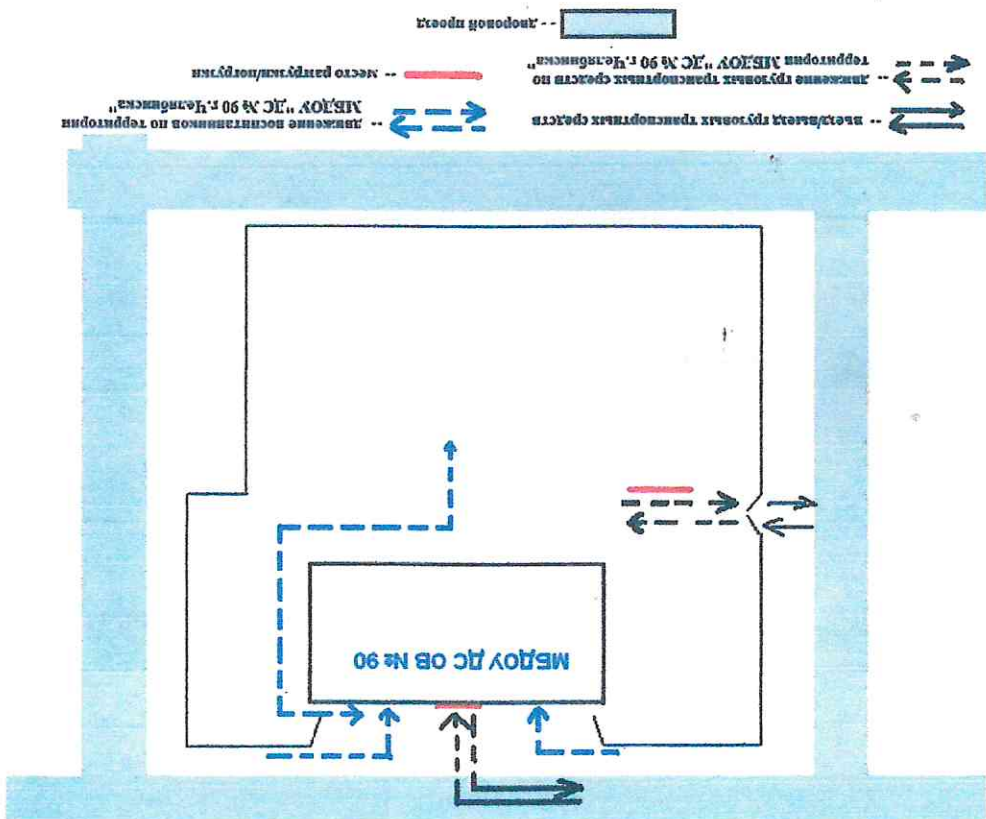 МБДОУ ДС ОВ № 90
-- въезд/выезд грузовых транспортных средств
-- движение грузовых транспортных средств по
территории МБДОУ "ДС № 90 г.Челябинска"
-- движение воспитанников по территории
МБДОУ "ДС № 90 г.Челябинска"
-- место разгрузки/погрузки
-- дворовой проезд